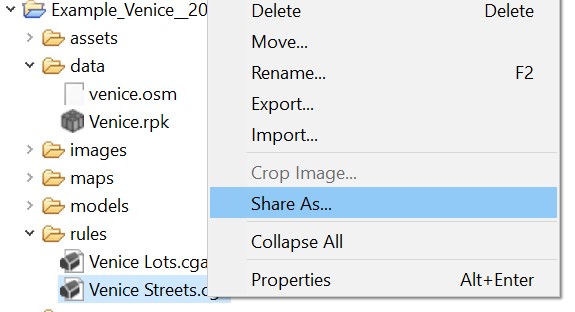 Example_Venice__20
assets
data
venice.osm
Venice.rpk
images
maps
models
rules
Venice Lots.cga
Venice Streets.cg
Delete Delete
Move...
Rename... F2
Export...
Import...
Crop Image...
Share As...
Collapse All
Properties Alt+Enter